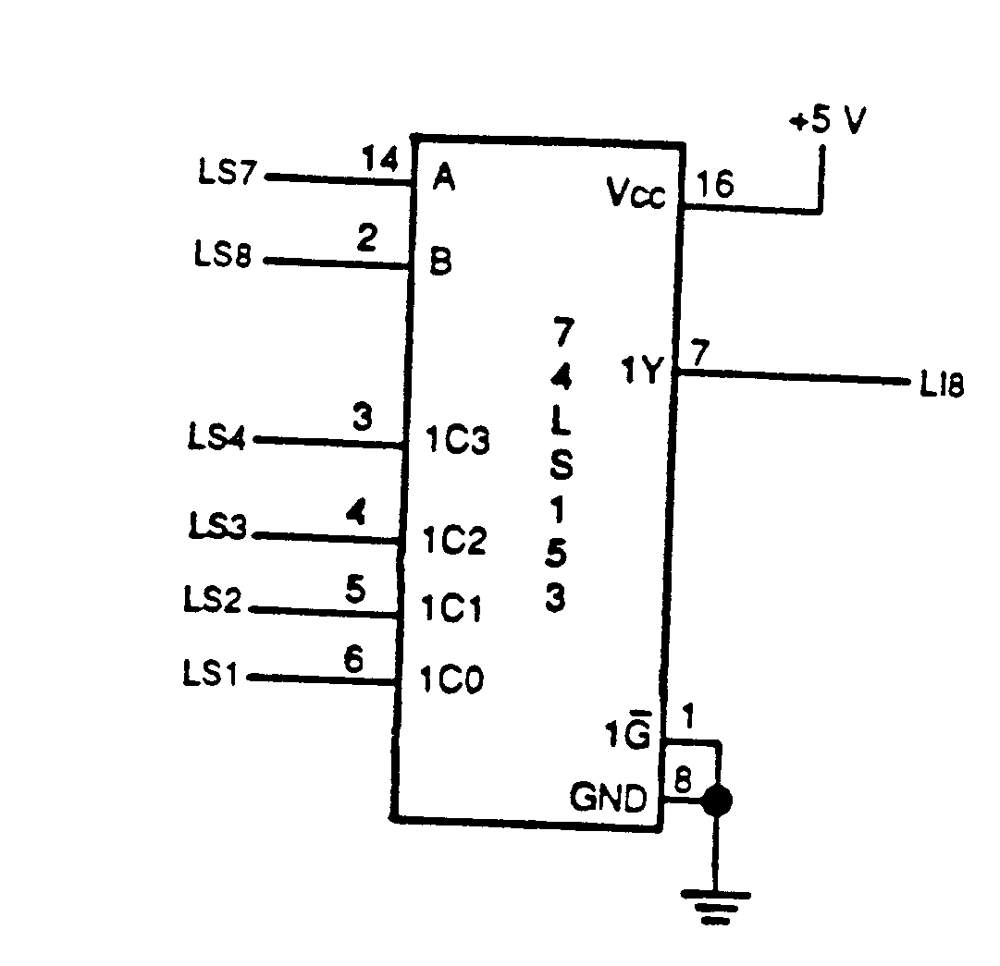 +5 V
LS7 14 A
Vcc 16
LS8 2 B
7
4
L
S
1
5
3
1Y 7 LI8
LS4 3 1C3
LS3 4 1C2
LS2 5 1C1
LS1 6 1C0
1G̅ 1
GND 8